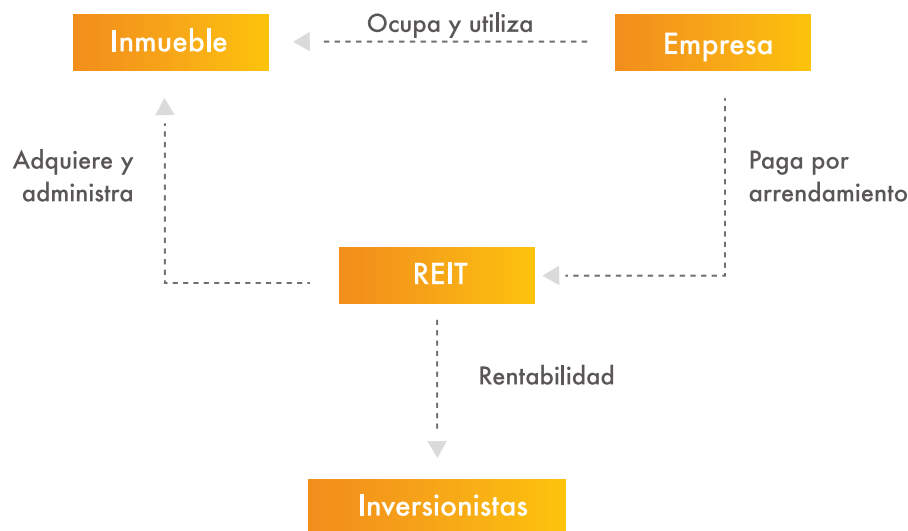 Ocupa y utiliza
Inmueble
Empresa
Adquiere y
administra
Paga por
arrendamiento
REIT
Rentabilidad
Inversionistas